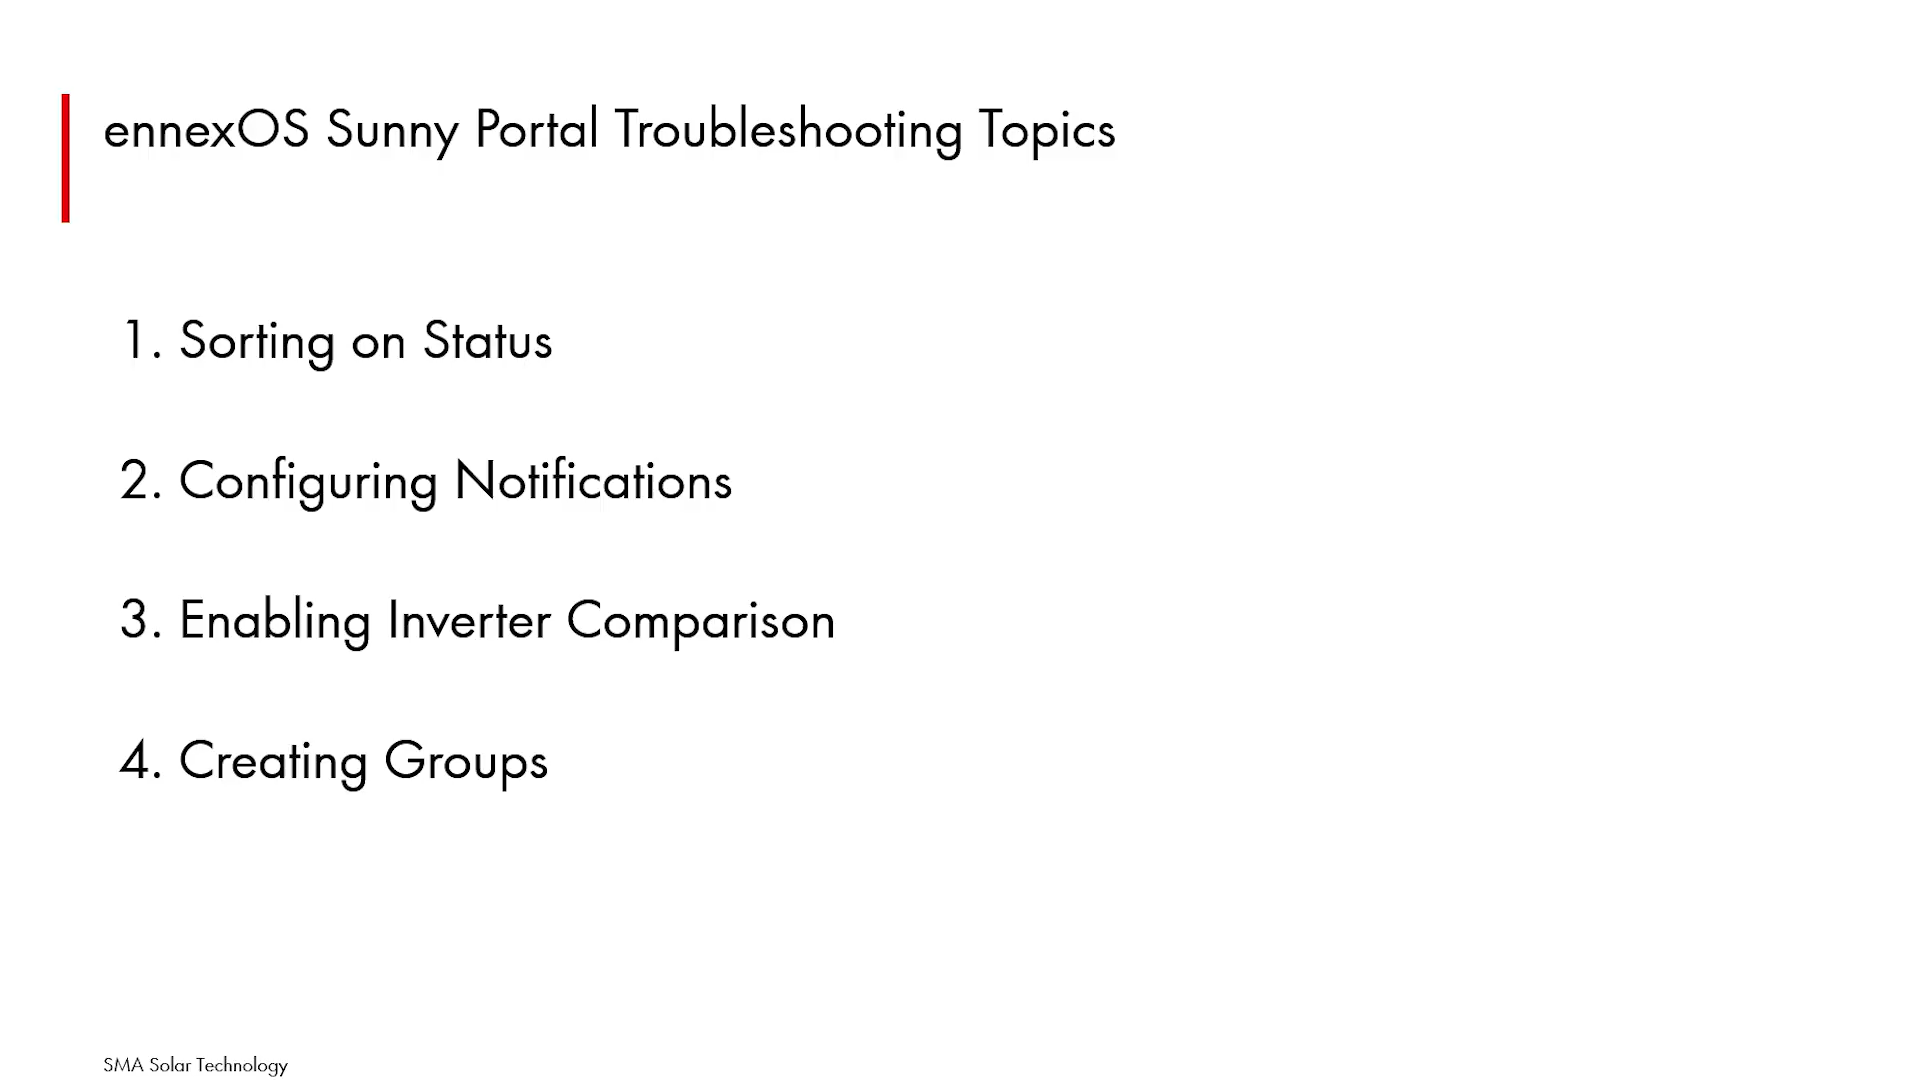 ennexOS Sunny Portal Troubleshooting Topics
1. Sorting on Status
2. Configuring Notifications
3. Enabling Inverter Comparison
4. Creating Groups
SMA Solar Technology